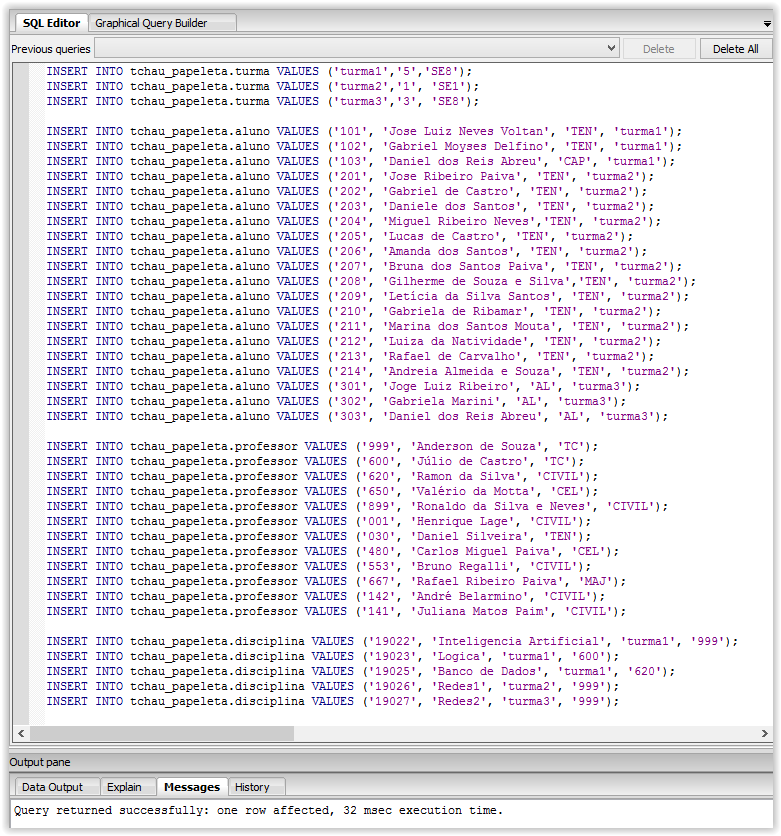 SQL Editor
Graphical Query Builder
Previous queries
Delete
Delete All
INSERT INTO tchau_papeleta.turma VALUES ('turma1','5','SE8');
INSERT INTO tchau_papeleta.turma VALUES ('turma2','1', 'SE1');
INSERT INTO tchau_papeleta.turma VALUES ('turma3','3', 'SE8');
INSERT INTO tchau_papeleta.aluno VALUES ('101', 'Jose Luiz Neves Voltan', 'TEN', 'turma1');
INSERT INTO tchau_papeleta.aluno VALUES ('102', 'Gabriel Moyses Delfino', 'TEN', 'turma1');
INSERT INTO tchau_papeleta.aluno VALUES ('103', 'Daniel dos Reis Abreu', 'CAP', 'turma1');
INSERT INTO tchau_papeleta.aluno VALUES ('201', 'Jose Ribeiro Paiva', 'TEN', 'turma2');
INSERT INTO tchau_papeleta.aluno VALUES ('202', 'Gabriel de Castro', 'TEN', 'turma2');
INSERT INTO tchau_papeleta.aluno VALUES ('203', 'Daniele dos Santos', 'TEN', 'turma2');
INSERT INTO tchau_papeleta.aluno VALUES ('204', 'Miguel Ribeiro Neves','TEN', 'turma2');
INSERT INTO tchau_papeleta.aluno VALUES ('205', 'Lucas de Castro', 'TEN', 'turma2');
INSERT INTO tchau_papeleta.aluno VALUES ('206', 'Amanda dos Santos', 'TEN', 'turma2');
INSERT INTO tchau_papeleta.aluno VALUES ('207', 'Bruna dos Santos Paiva', 'TEN', 'turma2');
INSERT INTO tchau_papeleta.aluno VALUES ('208', 'Gilherme de Souza e Silva','TEN', 'turma2');
INSERT INTO tchau_papeleta.aluno VALUES ('209', 'Letícia da Silva Santos', 'TEN', 'turma2');
INSERT INTO tchau_papeleta.aluno VALUES ('210', 'Gabriela de Ribamar', 'TEN', 'turma2');
INSERT INTO tchau_papeleta.aluno VALUES ('211', 'Marina dos Santos Mouta', 'TEN', 'turma2');
INSERT INTO tchau_papeleta.aluno VALUES ('212', 'Luiza da Natividade', 'TEN', 'turma2');
INSERT INTO tchau_papeleta.aluno VALUES ('213', 'Rafael de Carvalho', 'TEN', 'turma2');
INSERT INTO tchau_papeleta.aluno VALUES ('214', 'Andreia Almeida e Souza', 'TEN', 'turma2');
INSERT INTO tchau_papeleta.aluno VALUES ('301', 'Joge Luiz Ribeiro', 'AL', 'turma3');
INSERT INTO tchau_papeleta.aluno VALUES ('302', 'Gabriela Marini', 'AL', 'turma3');
INSERT INTO tchau_papeleta.aluno VALUES ('303', 'Daniel dos Reis Abreu', 'AL', 'turma3');
INSERT INTO tchau_papeleta.professor VALUES ('999', 'Anderson de Souza', 'TC');
INSERT INTO tchau_papeleta.professor VALUES ('600', 'Júlio de Castro', 'TC');
INSERT INTO tchau_papeleta.professor VALUES ('620', 'Ramon da Silva', 'CIVIL');
INSERT INTO tchau_papeleta.professor VALUES ('650', 'Valério da Motta', 'CEL');
INSERT INTO tchau_papeleta.professor VALUES ('899', 'Ronaldo da Silva e Neves', 'CIVIL');
INSERT INTO tchau_papeleta.professor VALUES ('001', 'Henrique Lage', 'CIVIL');
INSERT INTO tchau_papeleta.professor VALUES ('030', 'Daniel Silveira', 'TEN');
INSERT INTO tchau_papeleta.professor VALUES ('480', 'Carlos Miguel Paiva', 'CEL');
INSERT INTO tchau_papeleta.professor VALUES ('553', 'Bruno Regalli', 'CIVIL');
INSERT INTO tchau_papeleta.professor VALUES ('667', 'Rafael Ribeiro Paiva', 'MAJ');
INSERT INTO tchau_papeleta.professor VALUES ('142', 'André Belarmino', 'CIVIL');
INSERT INTO tchau_papeleta.professor VALUES ('141', 'Juliana Matos Paim', 'CIVIL');
INSERT INTO tchau_papeleta.disciplina VALUES ('19022', 'Inteligencia Artificial', 'turma1', '999');
INSERT INTO tchau_papeleta.disciplina VALUES ('19023', 'Logica', 'turma1', '600');
INSERT INTO tchau_papeleta.disciplina VALUES ('19025', 'Banco de Dados', 'turma1', '620');
INSERT INTO tchau_papeleta.disciplina VALUES ('19026', 'Redes1', 'turma2', '999');
INSERT INTO tchau_papeleta.disciplina VALUES ('19027', 'Redes2', 'turma3', '999');
Output pane
Data Output
Explain
Messages
History
Query returned successfully: one row affected, 32 msec execution time.